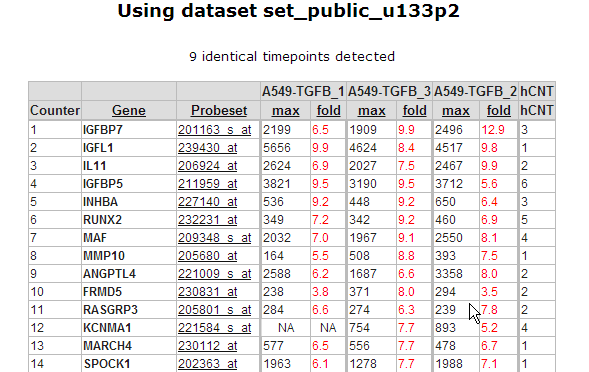 Using dataset set_public_u133p2
9 identical timepoints detected
A549-TGFB_1 A549-TGFB_3 A549-TGFB_2 hCNT
Counter Gene Probeset max fold max fold max fold hCNT
1 IGFBP7 201163_s_at 2199 6.5 1909 9.9 2496 12.9 3
2 IGFL1 239430_at 5656 9.9 4624 8.4 4517 9.8 1
3 IL11 206924_at 2624 6.9 2027 7.5 2467 9.9 2
4 IGFBP5 211959_at 3821 9.5 3190 9.5 3712 5.6 6
5 INHBA 227140_at 536 9.2 448 9.2 650 6.4 3
6 RUNX2 232231_at 349 7.2 342 9.2 460 6.9 5
7 MAF 209348_s_at 2032 7.0 1967 9.1 2550 8.1 4
8 MMP10 205680_at 164 5.5 508 8.8 393 7.5 1
9 ANGPTL4 221009_s_at 2588 6.2 1687 6.6 3358 8.0 2
10 FRMD5 230831_at 238 3.8 371 8.0 294 3.5 2
11 RASGRP3 205801_s_at 284 6.6 274 6.3 239 7.8 2
12 KCNMA1 221584_s_at NA NA 754 7.7 893 5.2 4
13 MARCH4 230112_at 577 6.5 556 7.7 478 6.7 1
14 SPOCK1 202363_at 1963 6.1 1278 7.7 1988 7.1 1